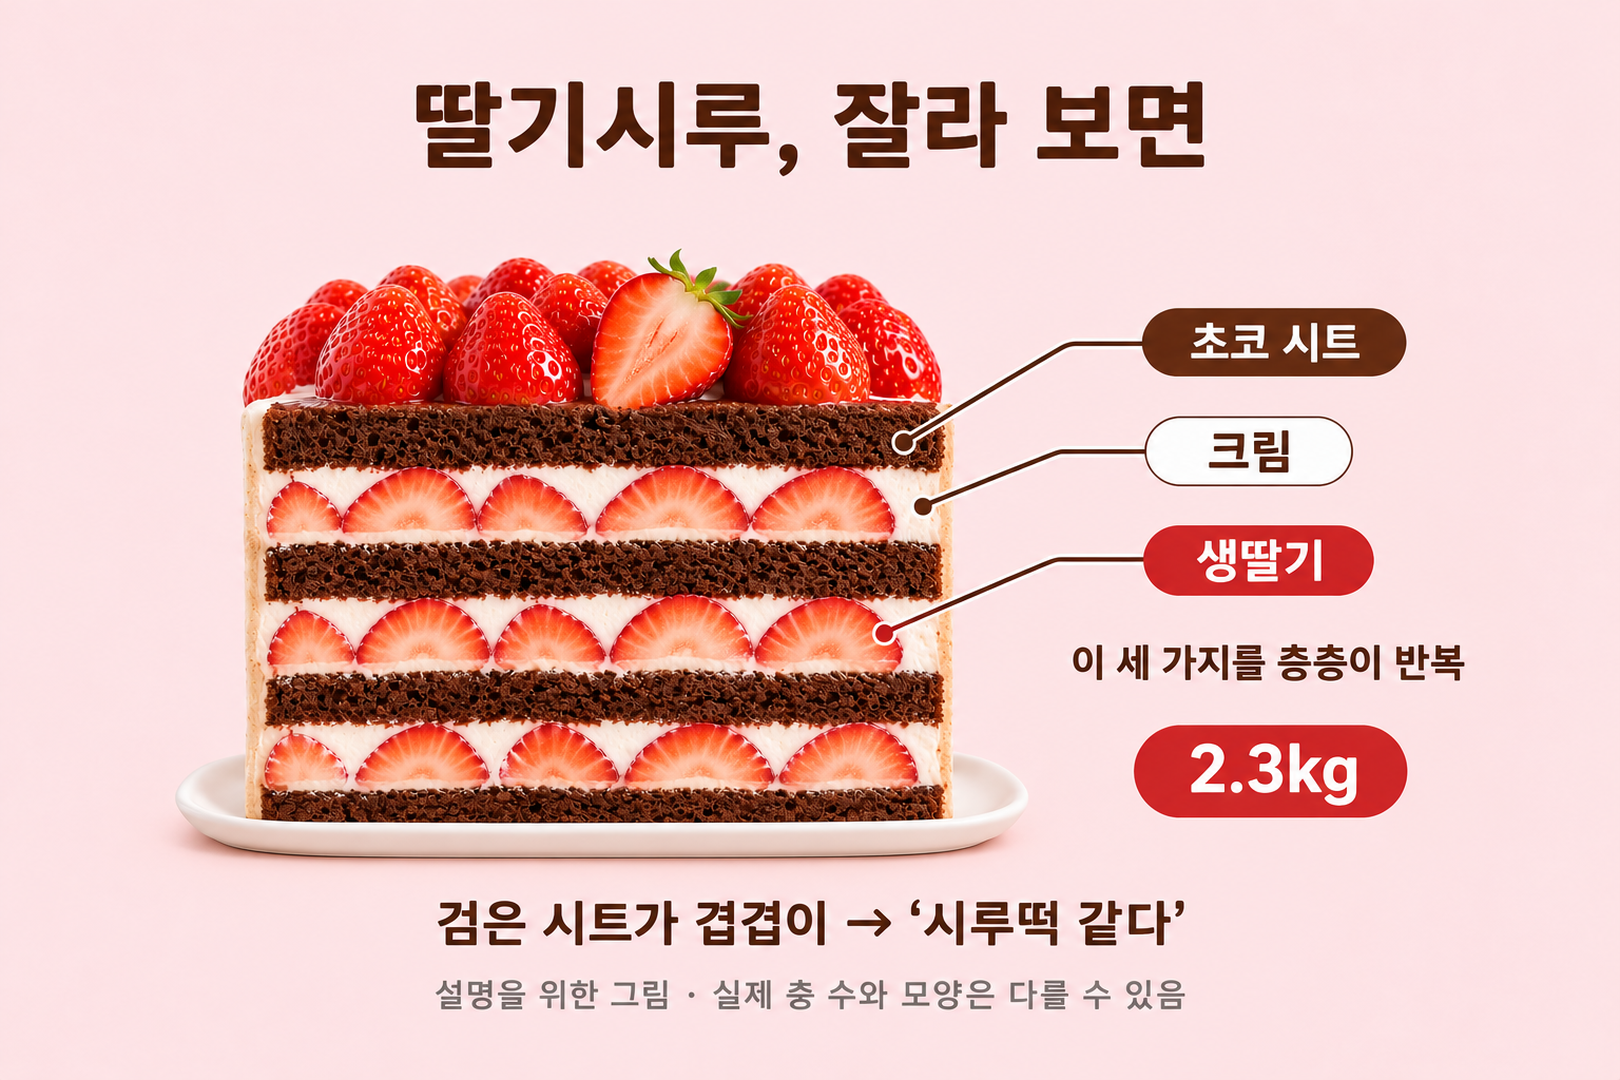 딸기시루, 잘라 보면
초코 시트
크림
생딸기
이 세 가지를 층층이 반복
2.3kg
검은 시트가 겹겹이 → ‘시루떡 같다’
설명을 위한 그림 · 실제 층 수와 모양은 다를 수 있음